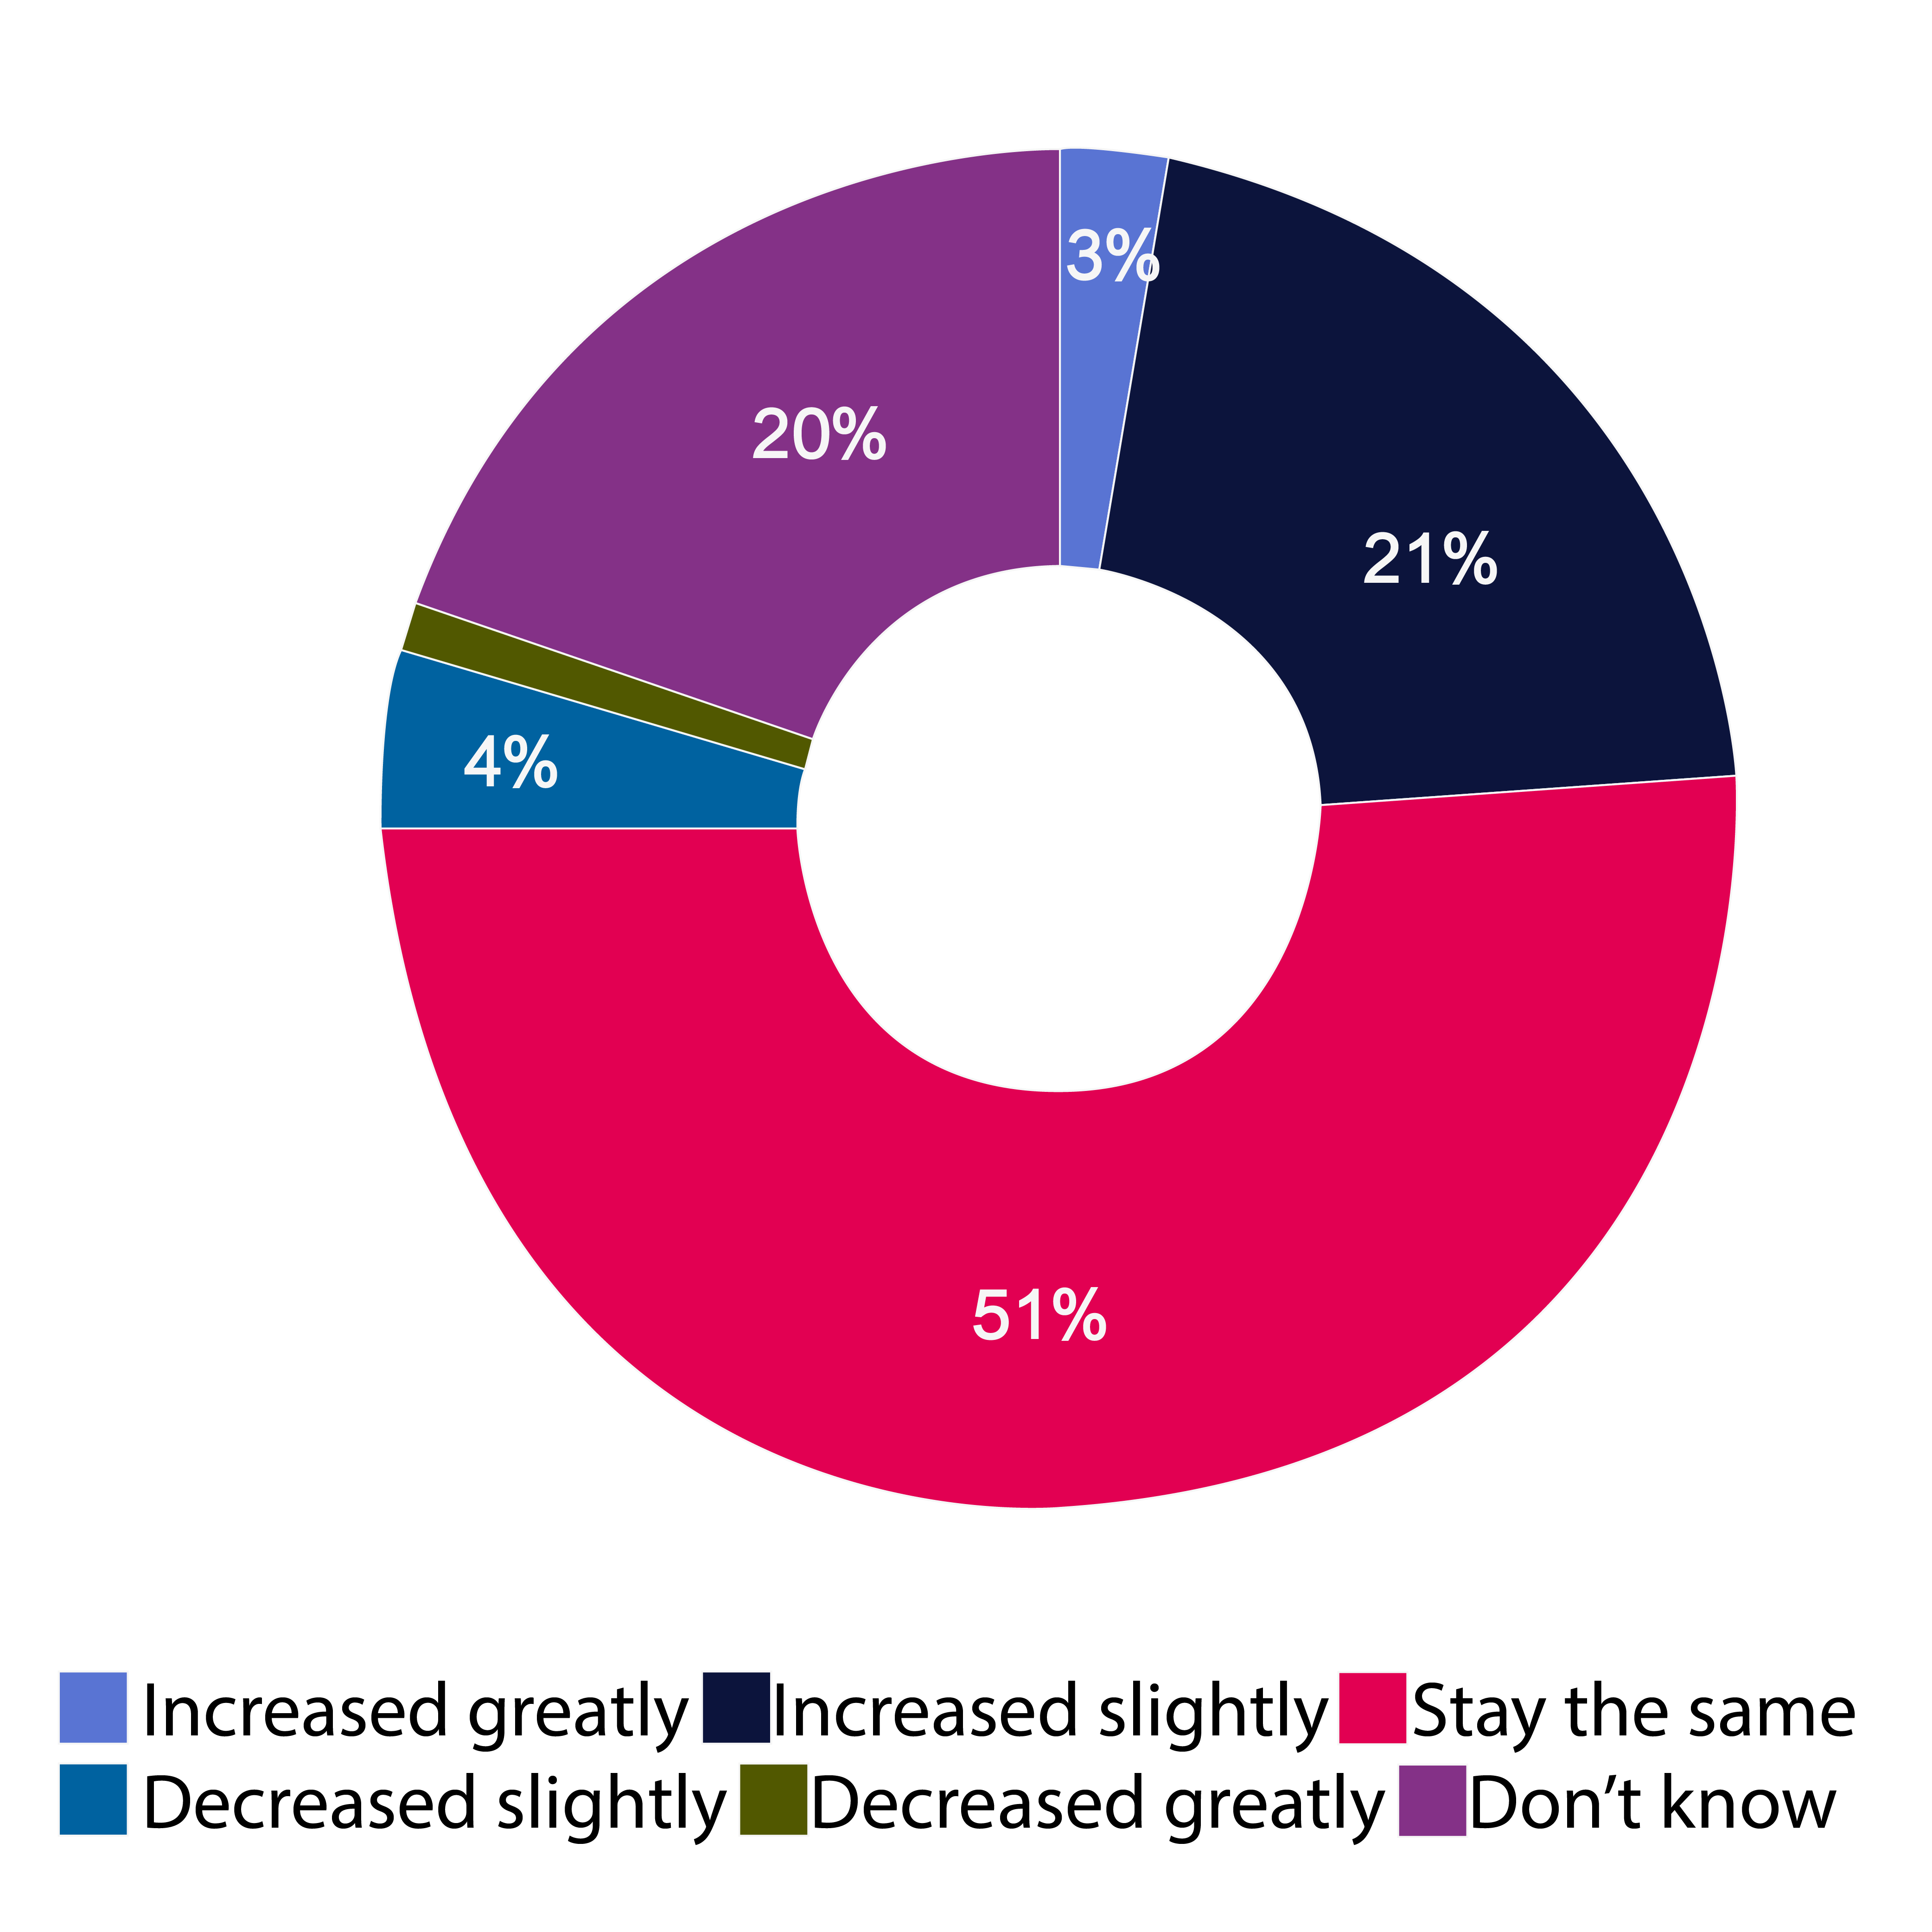 3%
20%
21%
4%
51%
Increased greatly Increased slightly Stay the same
Decreased slightly Decreased greatly Don't know